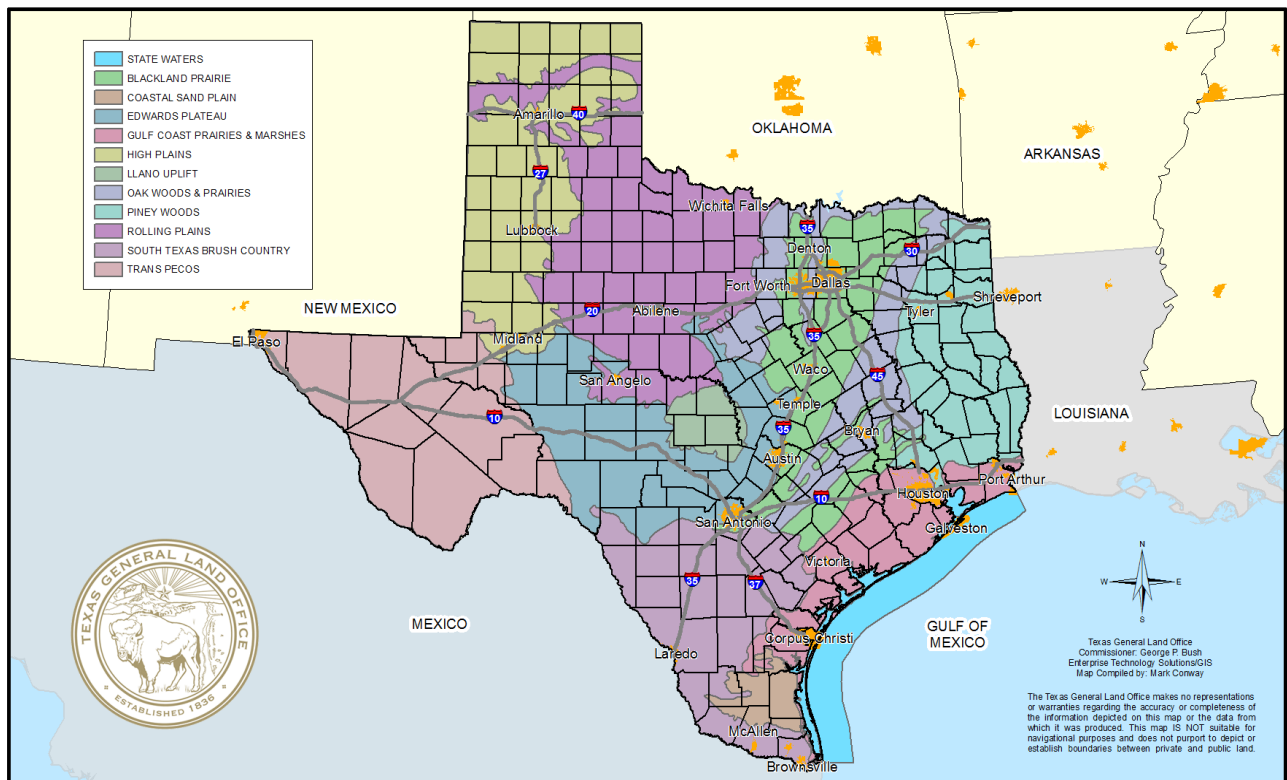 STATE WATERS
BLACKLAND PRAIRIE
COASTAL SAND PLAIN
EDWARDS PLATEAU
GULF COAST PRAIRIES & MARSHES
HIGH PLAINS
LLANO UPLIFT
OAK WOODS & PRAIRIES
PINEY WOODS
ROLLING PLAINS
SOUTH TEXAS BRUSH COUNTRY
TRANS PECOS
Amarillo
40
OKLAHOMA
ARKANSAS
27
Wichita Falls
Lubbock
35
Denton
30
Fort Worth
Dallas
NEW MEXICO
20
Abilene
Tyler
Shreveport
El Paso
Midland
35
Waco
San Angelo
45
Temple
LOUISIANA
10
35
Bryan
Austin
10
Houston
Port Arthur
San Antonio
Galveston
Victoria
35
37
MEXICO
GULF OF
MEXICO
Corpus Christi
Laredo
McAllen
Brownsville
TEXAS GENERAL LAND OFFICE
ESTABLISHED 1836
N
W
E
S
Texas General Land Office
Commissioner: George P. Bush
Enterprise Technology Solutions/GIS
Map Compiled by: Mark Conway
The Texas General Land Office makes no representations
or warranties regarding the accuracy or completeness of
the information depicted on this map or the data from
which it was produced. This map IS NOT suitable for
navigational purposes and does not purport to depict or
establish boundaries between private and public land.